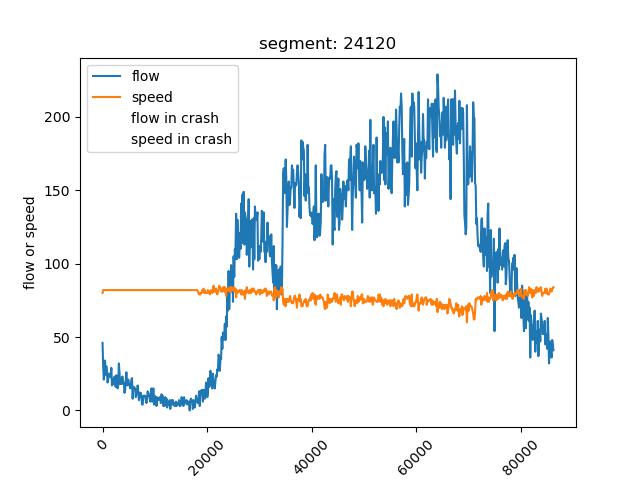 segment: 24120
flow
speed
flow in crash
speed in crash
flow or speed
200
150
100
50
0
0
20000
40000
60000
80000